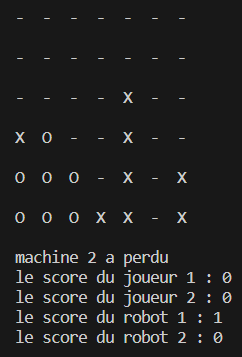 - - - - - - -
- - - - - - -
- - - - X - -
X O - - X - -
O O O - X - X
O O O X X - X
machine 2 a perdu
le score du joueur 1 : 0
le score du joueur 2 : 0
le score du robot 1 : 1
le score du robot 2 : 0